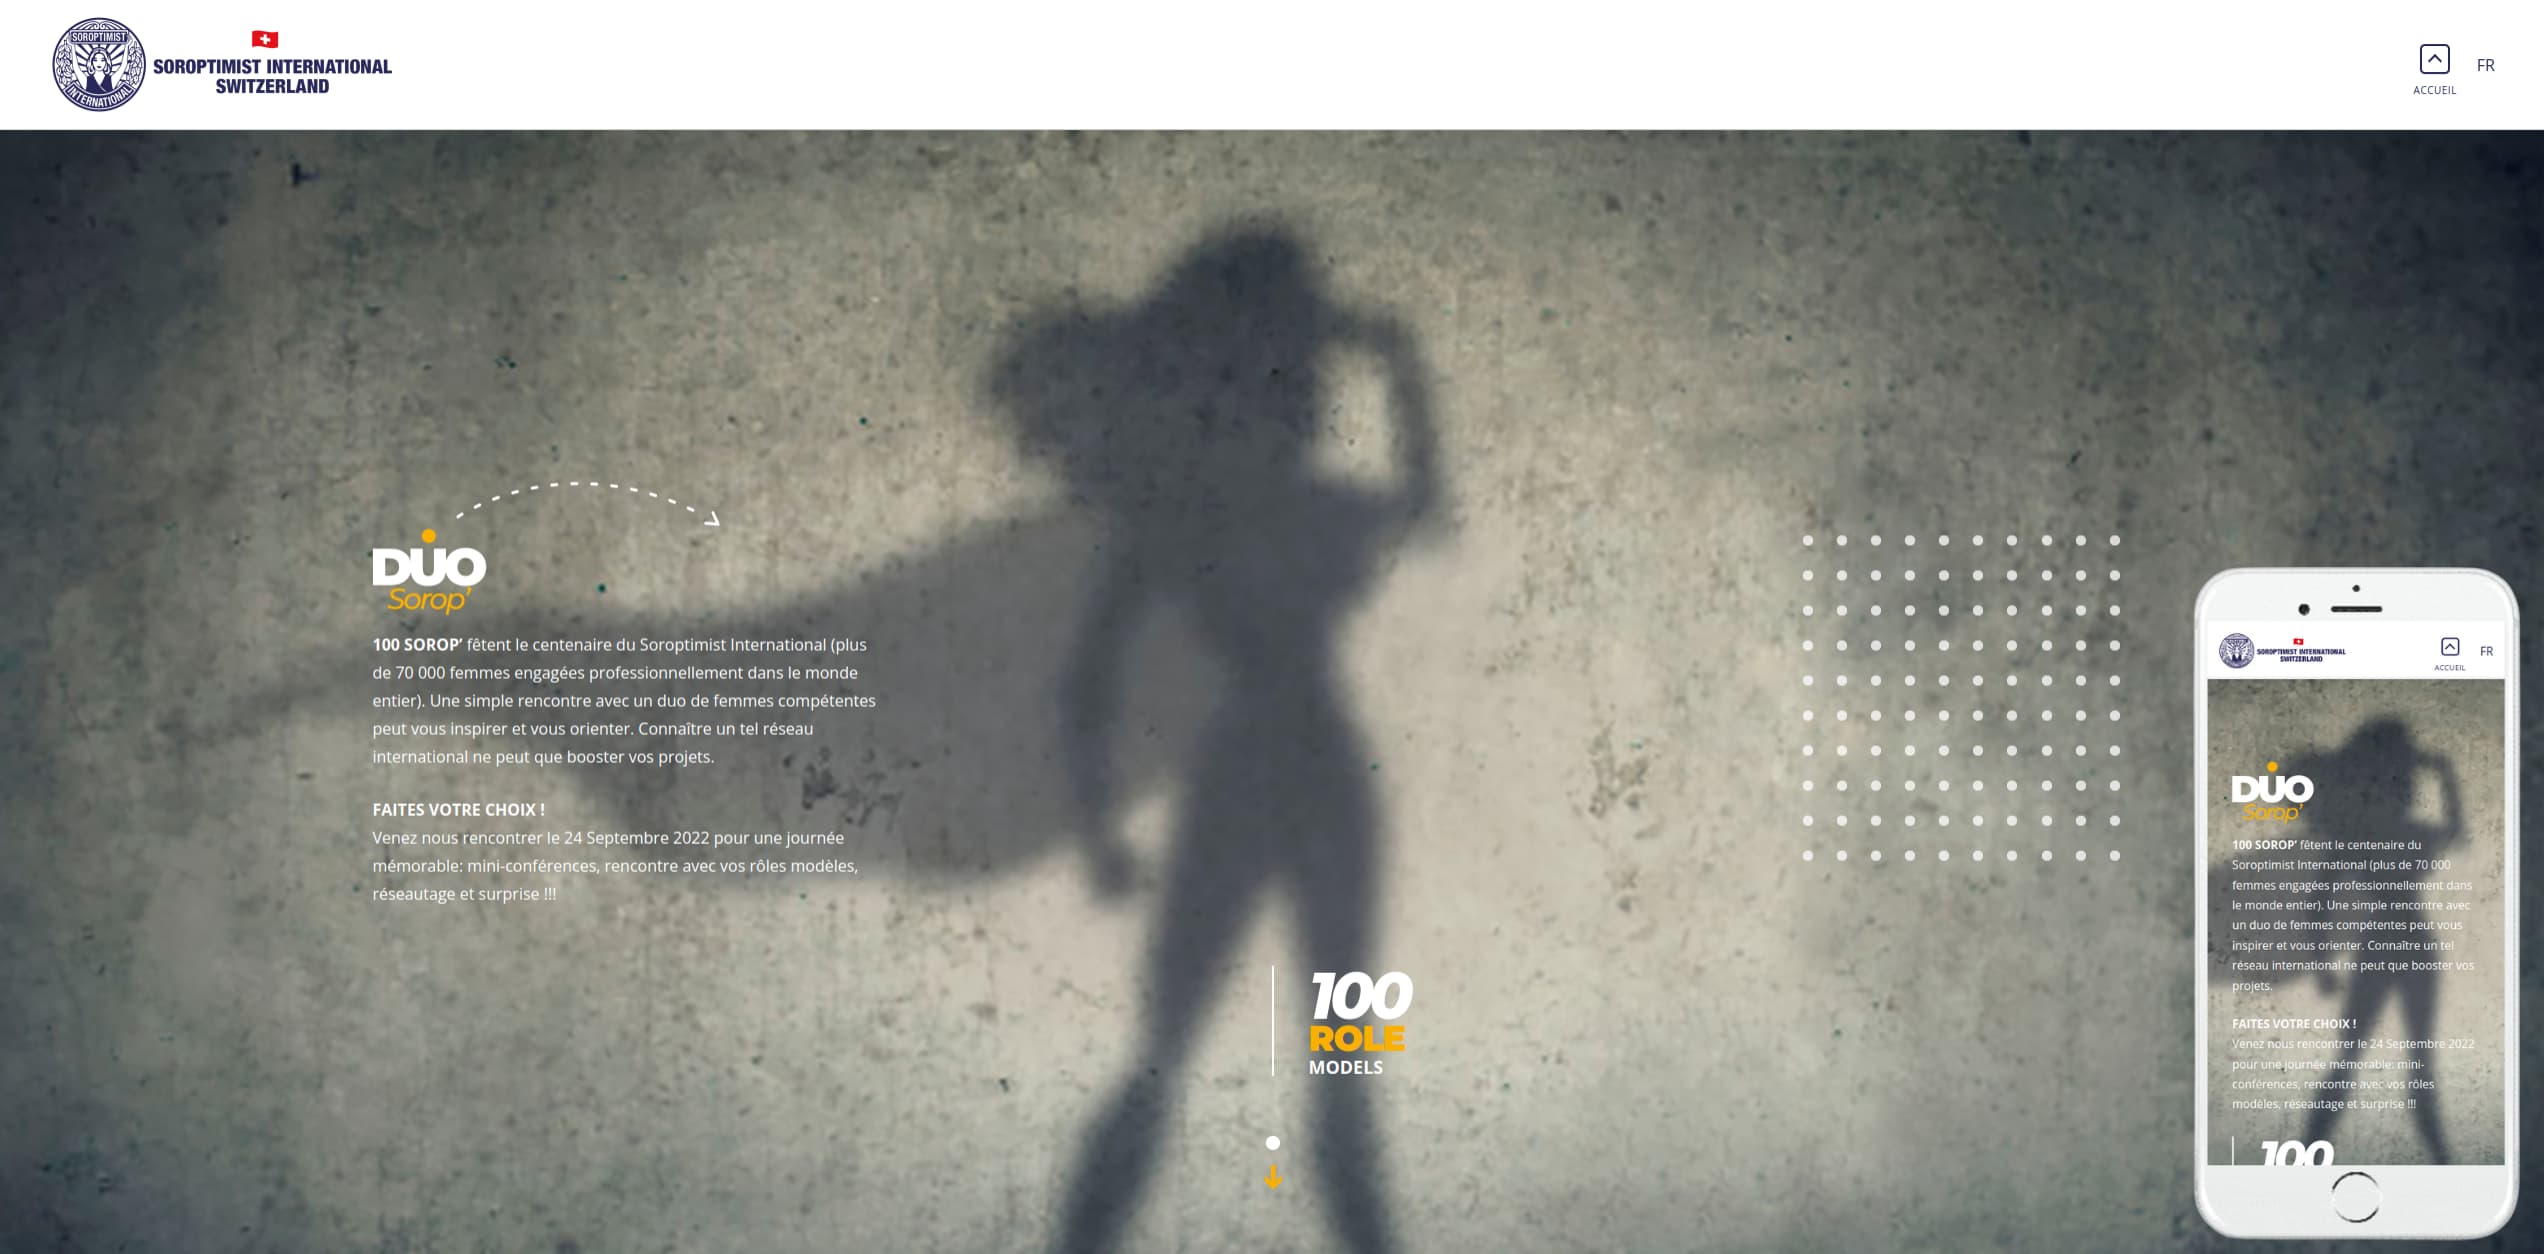 SOROPTIMIST
INTERNATIONAL
SOROPTIMIST INTERNATIONAL
SWITZERLAND
ACCUEIL
FR
DUO
Sorop'
100 SOROP' fêtent le centenaire du Soroptimist International (plus
de 70 000 femmes engagées professionnellement dans le monde
entier). Une simple rencontre avec un duo de femmes compétentes
peut vous inspirer et vous orienter. Connaître un tel réseau
international ne peut que booster vos projets.
FAITES VOTRE CHOIX !
Venez nous rencontrer le 24 Septembre 2022 pour une journée
mémorable: mini-conférences, rencontre avec vos rôles modèles,
réseautage et surprise !!!
100
ROLE
MODELS
SOROPTIMIST INTERNATIONAL
SWITZERLAND
ACCUEIL
FR
DUO
Sorop'
100 SOROP' fêtent le centenaire du
Soroptimist International (plus de 70 000
femmes engagées professionnellement dans
le monde entier). Une simple rencontre avec
un duo de femmes compétentes peut vous
inspirer et vous orienter. Connaître un tel
réseau international ne peut que booster vos
projets.
FAITES VOTRE CHOIX !
Venez nous rencontrer le 24 Septembre 2022
pour une journée mémorable: mini-
conférences, rencontre avec vos rôles
modèles, réseautage et surprise !!!
100